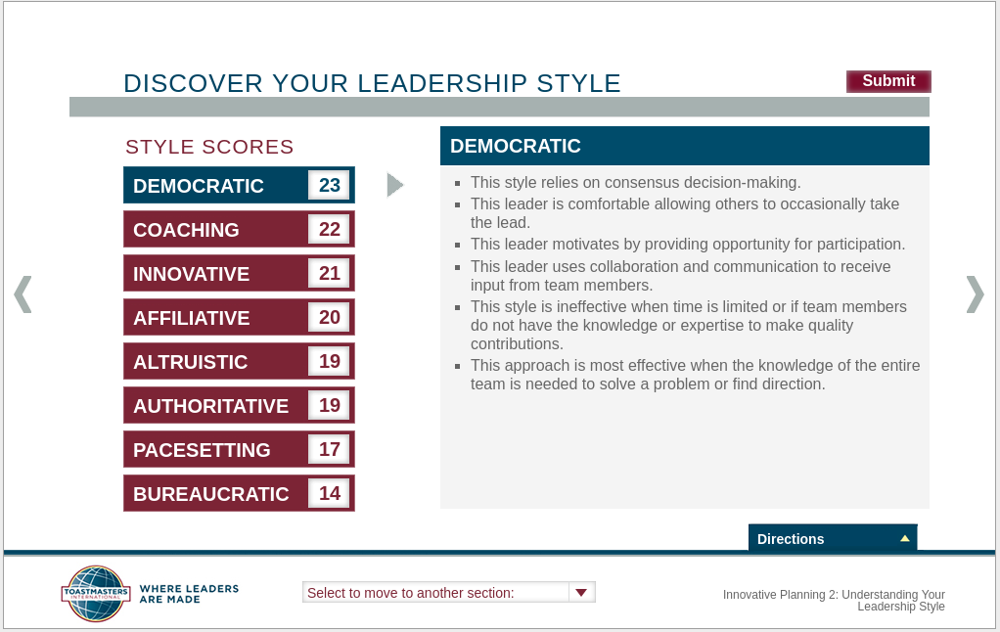 DISCOVER YOUR LEADERSHIP STYLE
Submit
STYLE SCORES
DEMOCRATIC 23
COACHING 22
INNOVATIVE 21
AFFILIATIVE 20
ALTRUISTIC 19
AUTHORITATIVE 19
PACESETTING 17
BUREAUCRATIC 14
DEMOCRATIC
This style relies on consensus decision-making.
This leader is comfortable allowing others to occasionally take
the lead.
This leader motivates by providing opportunity for participation.
This leader uses collaboration and communication to receive
input from team members.
This style is ineffective when time is limited or if team members
do not have the knowledge or expertise to make quality
contributions.
This approach is most effective when the knowledge of the entire
team is needed to solve a problem or find direction.
Directions
TOASTMASTERS
INTERNATIONAL
WHERE LEADERS
ARE MADE
Select to move to another section:
Innovative Planning 2: Understanding Your
Leadership Style